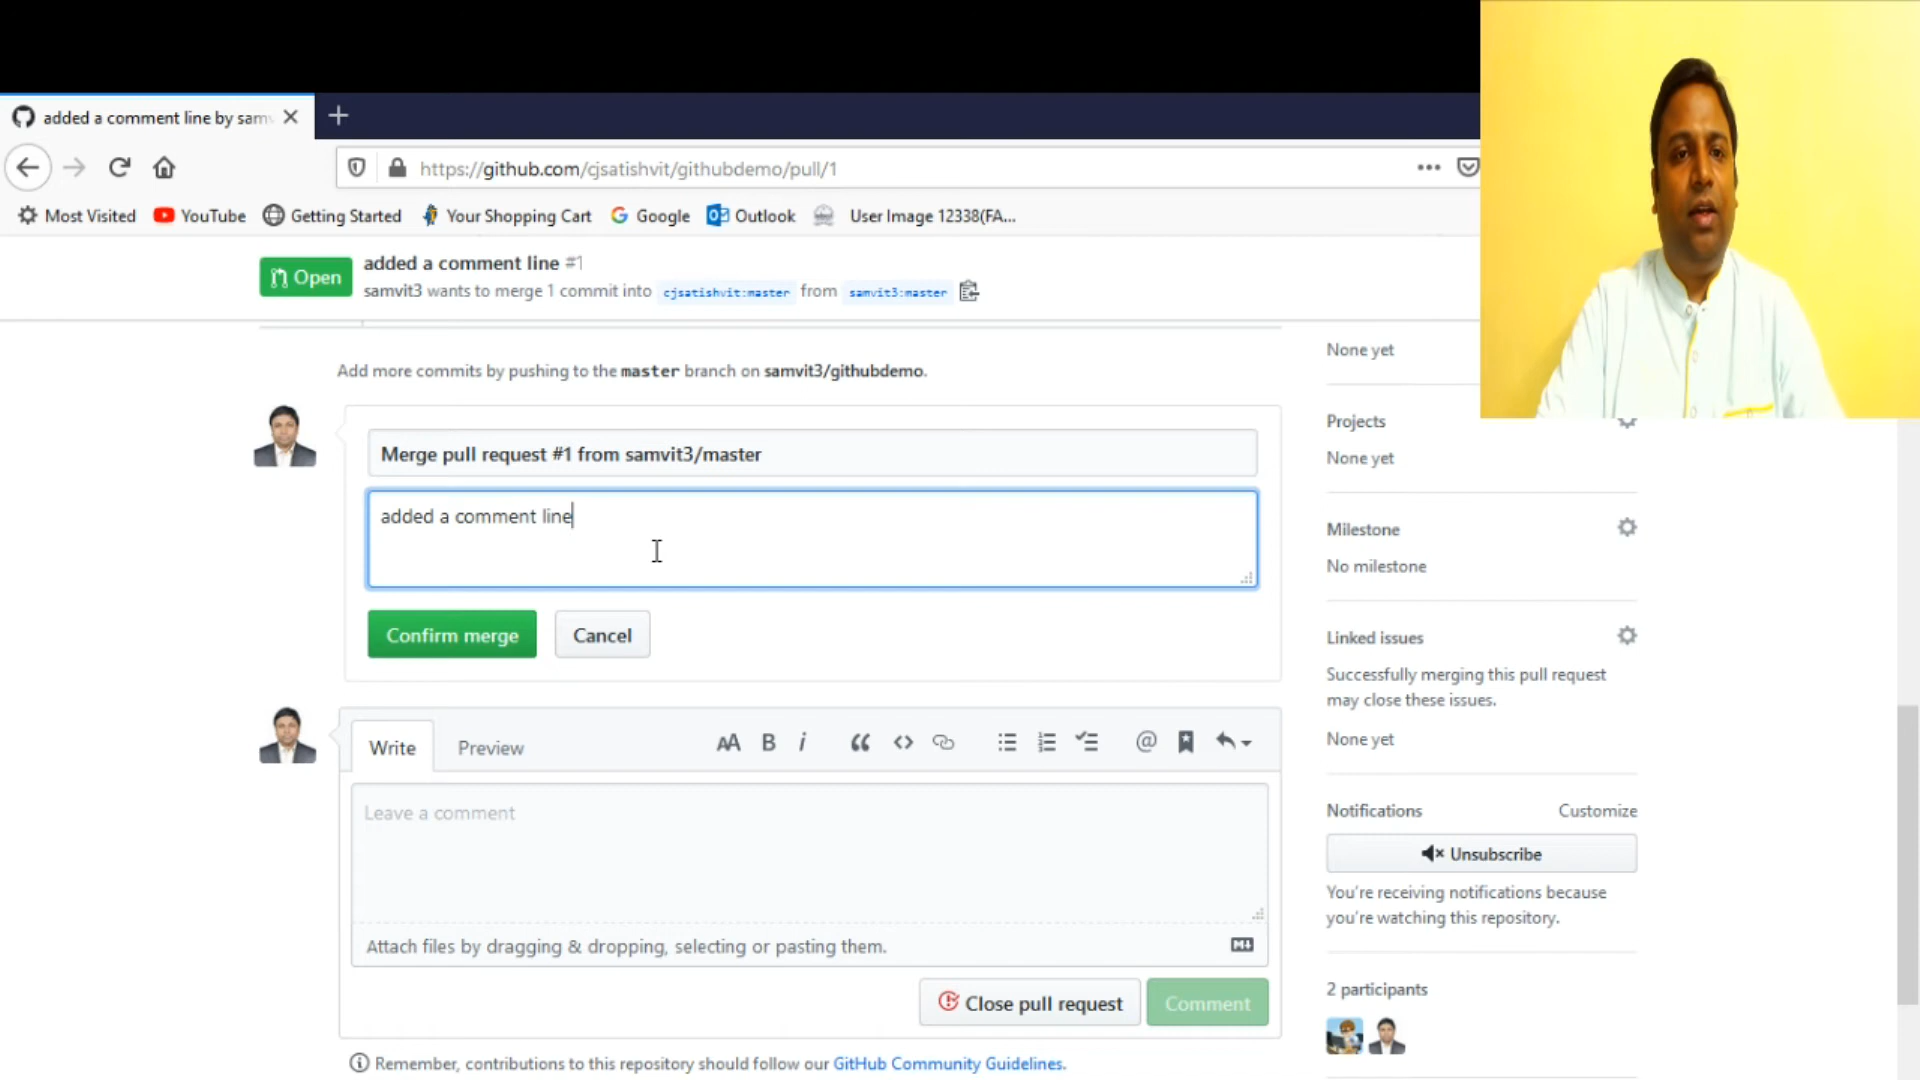 added a comment line by sam
https://github.com/cjsatishvit/githubdemo/pull/1
Most Visited YouTube Getting Started Your Shopping Cart Google Outlook User Image 12338(FA...
Open
added a comment line #1
samvit3 wants to merge 1 commit into cjsatishvit:master from samvit3:master
Add more commits by pushing to the master branch on samvit3/githubdemo.
Merge pull request #1 from samvit3/master
added a comment line
Confirm merge Cancel
Write Preview
Leave a comment
Attach files by dragging & dropping, selecting or pasting them.
Close pull request Comment
Remember, contributions to this repository should follow our GitHub Community Guidelines.
None yet
Projects
None yet
Milestone
No milestone
Linked issues
Successfully merging this pull request
may close these issues.
None yet
Notifications Customize
Unsubscribe
You're receiving notifications because
you're watching this repository.
2 participants